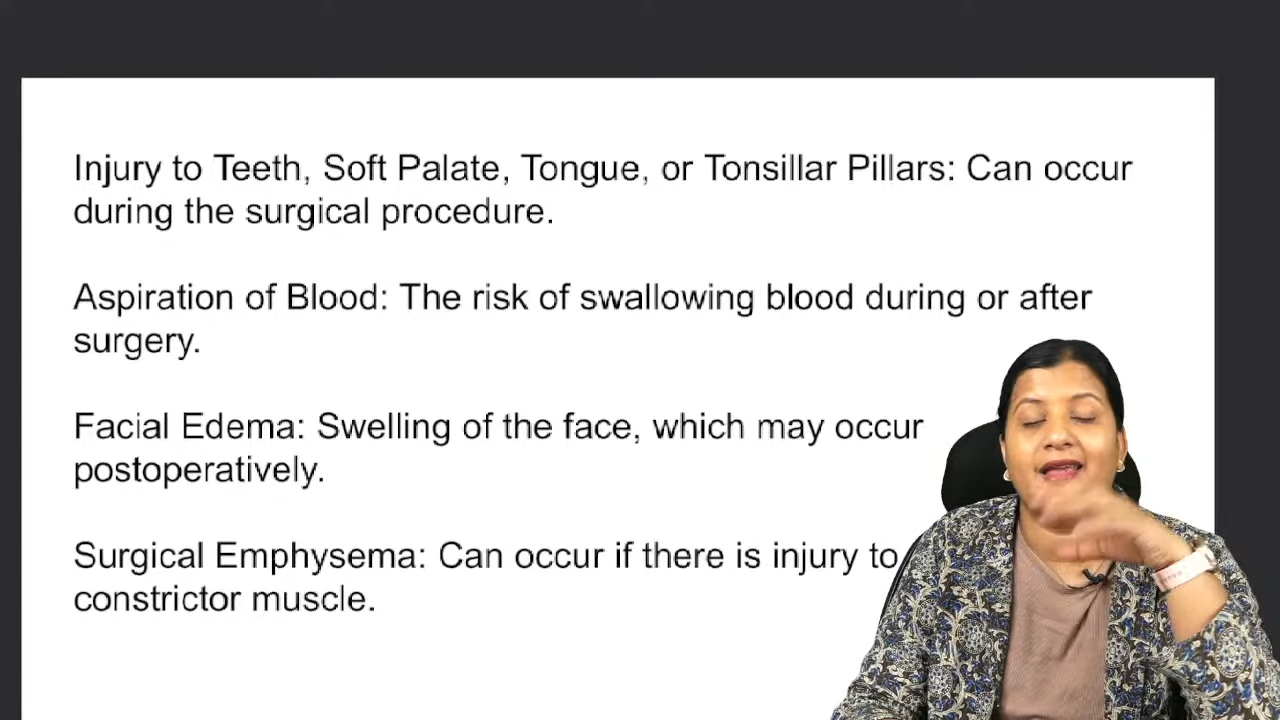 Injury to Teeth, Soft Palate, Tongue, or Tonsillar Pillars: Can occur
during the surgical procedure.
Aspiration of Blood: The risk of swallowing blood during or after
surgery.
Facial Edema: Swelling of the face, which may occur
postoperatively.
Surgical Emphysema: Can occur if there is injury to
constrictor muscle.